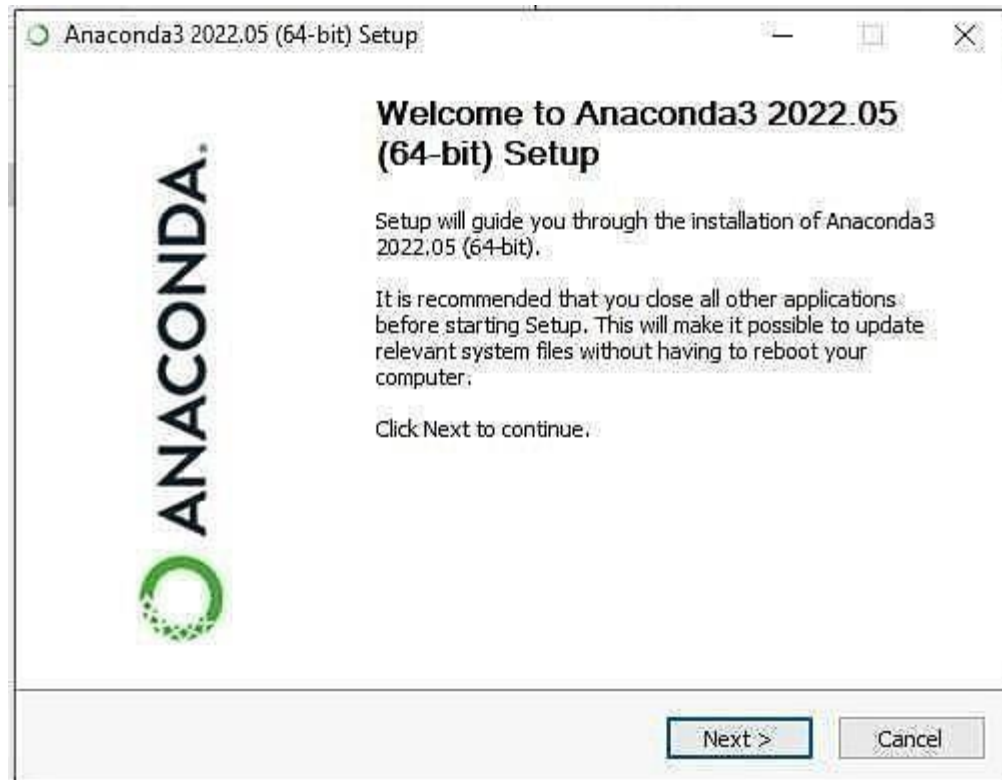 Anaconda3 2022.05 (64-bit) Setup
Welcome to Anaconda3 2022.05
(64-bit) Setup
ANACONDA.
Setup will guide you through the installation of Anaconda3
2022.05 (64-bit).
It is recommended that you close all other applications
before starting Setup. This will make it possible to update
relevant system files without having to reboot your
computer.
Click Next to continue.
Next >
Cancel